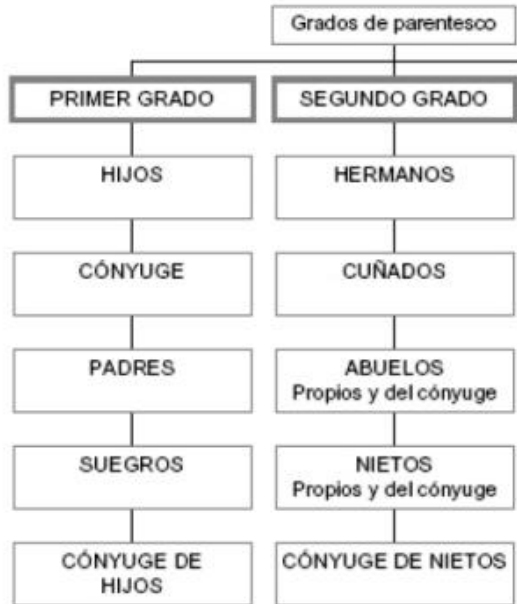 Grados de parentesco
PRIMER GRADO
HIJOS
CÓNYUGE
PADRES
SUEGROS
CÓNYUGE DE
HIJOS
SEGUNDO GRADO
HERMANOS
CUÑADOS
ABUELOS
Propios y del cónyuge
NIETOS
Propios y del cónyuge
CÓNYUGE DE NIETOS